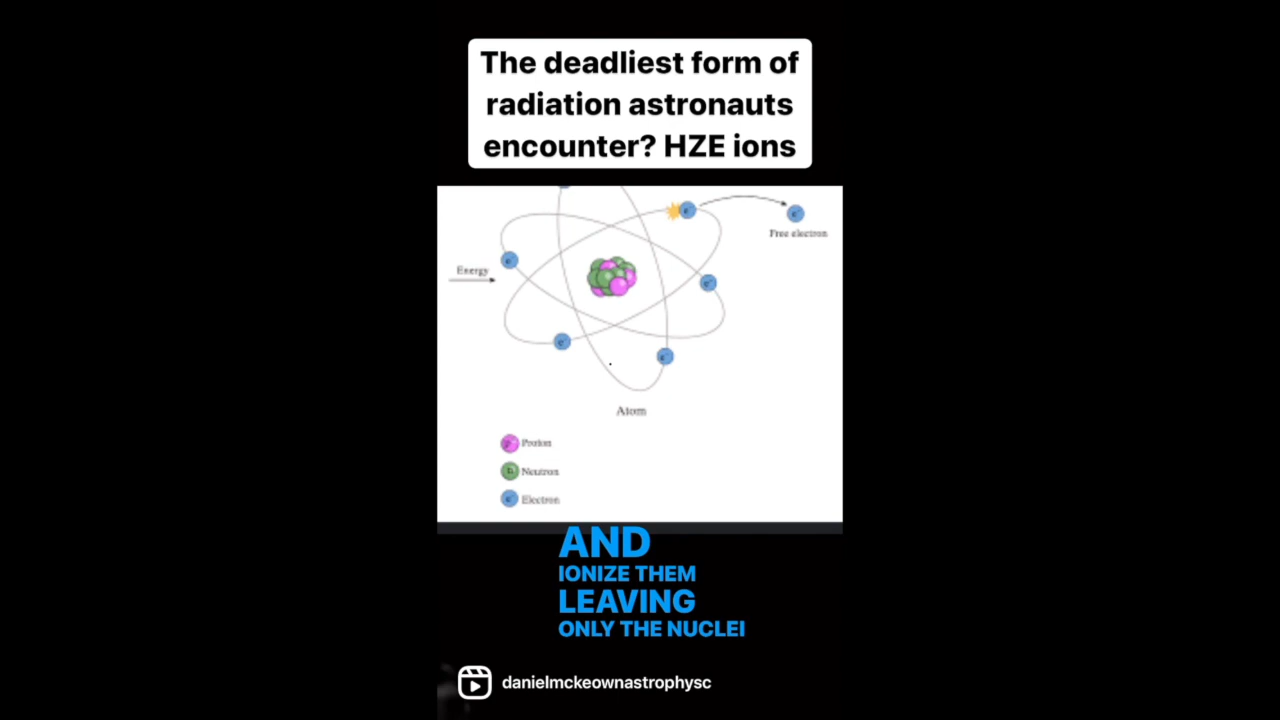 The deadliest form of
radiation astronauts
encounter? HZE ions
e⁻
e⁻
Free electron
e⁻
Energy
e⁻
e⁻
e⁻
Atom
Proton
n Neutron
e⁻ Electron
AND
IONIZE THEM
LEAVING
ONLY THE NUCLEI
danielmckeownastrophysc